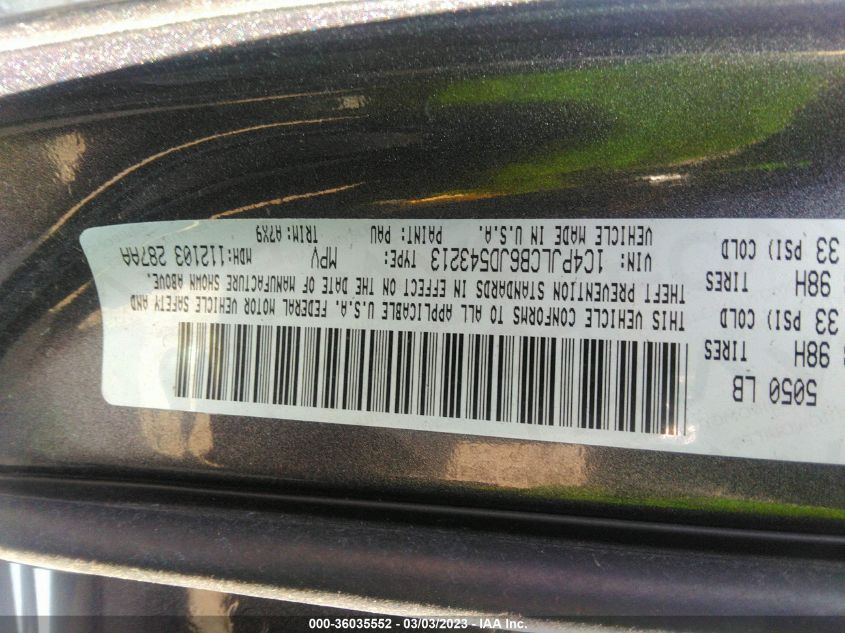 5050 LB
98H TIRES
33 PSI) COLD
98H TIRES
33 PSI) COLD
THIS VEHICLE CONFORMS TO ALL APPLICABLE U.S.A. FEDERAL MOTOR VEHICLE SAFETY AND
THEFT PREVENTION STANDARDS IN EFFECT ON THE DATE OF MANUFACTURE SHOWN ABOVE.
VIN: 1C4PJLCB6JD543213 TYPE: MPV MDH:112103 287AA
VEHICLE MADE IN U.S.A. PAINT: PAU TRIM:A7X9
000-36035552 — 03/03/2023 — IAA Inc.